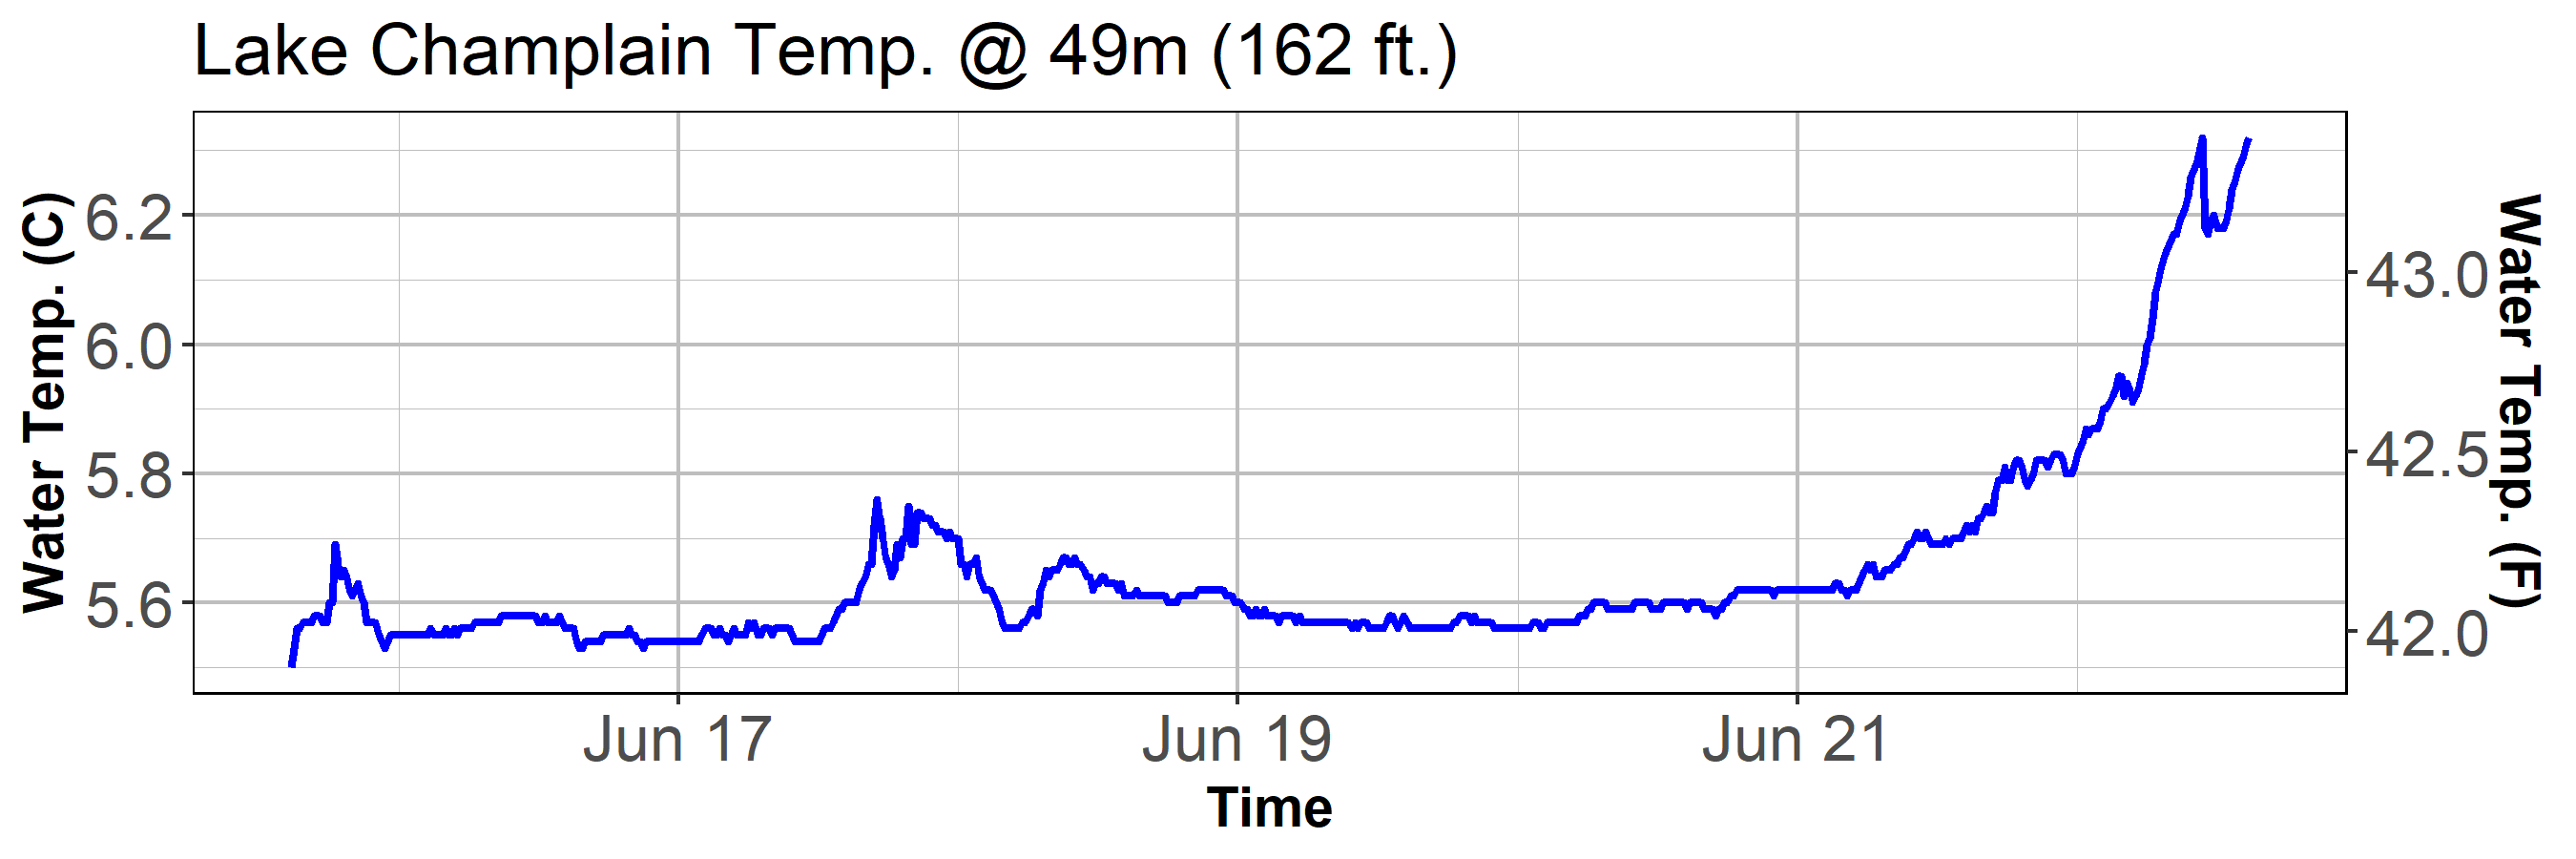 Lake Champlain Temp. @ 49m (162 ft.)
Water Temp. (C)
6.2
6.0
5.8
5.6
43.0
42.5
42.0
Water Temp. (F)
Jun 17 Jun 19 Jun 21
Time